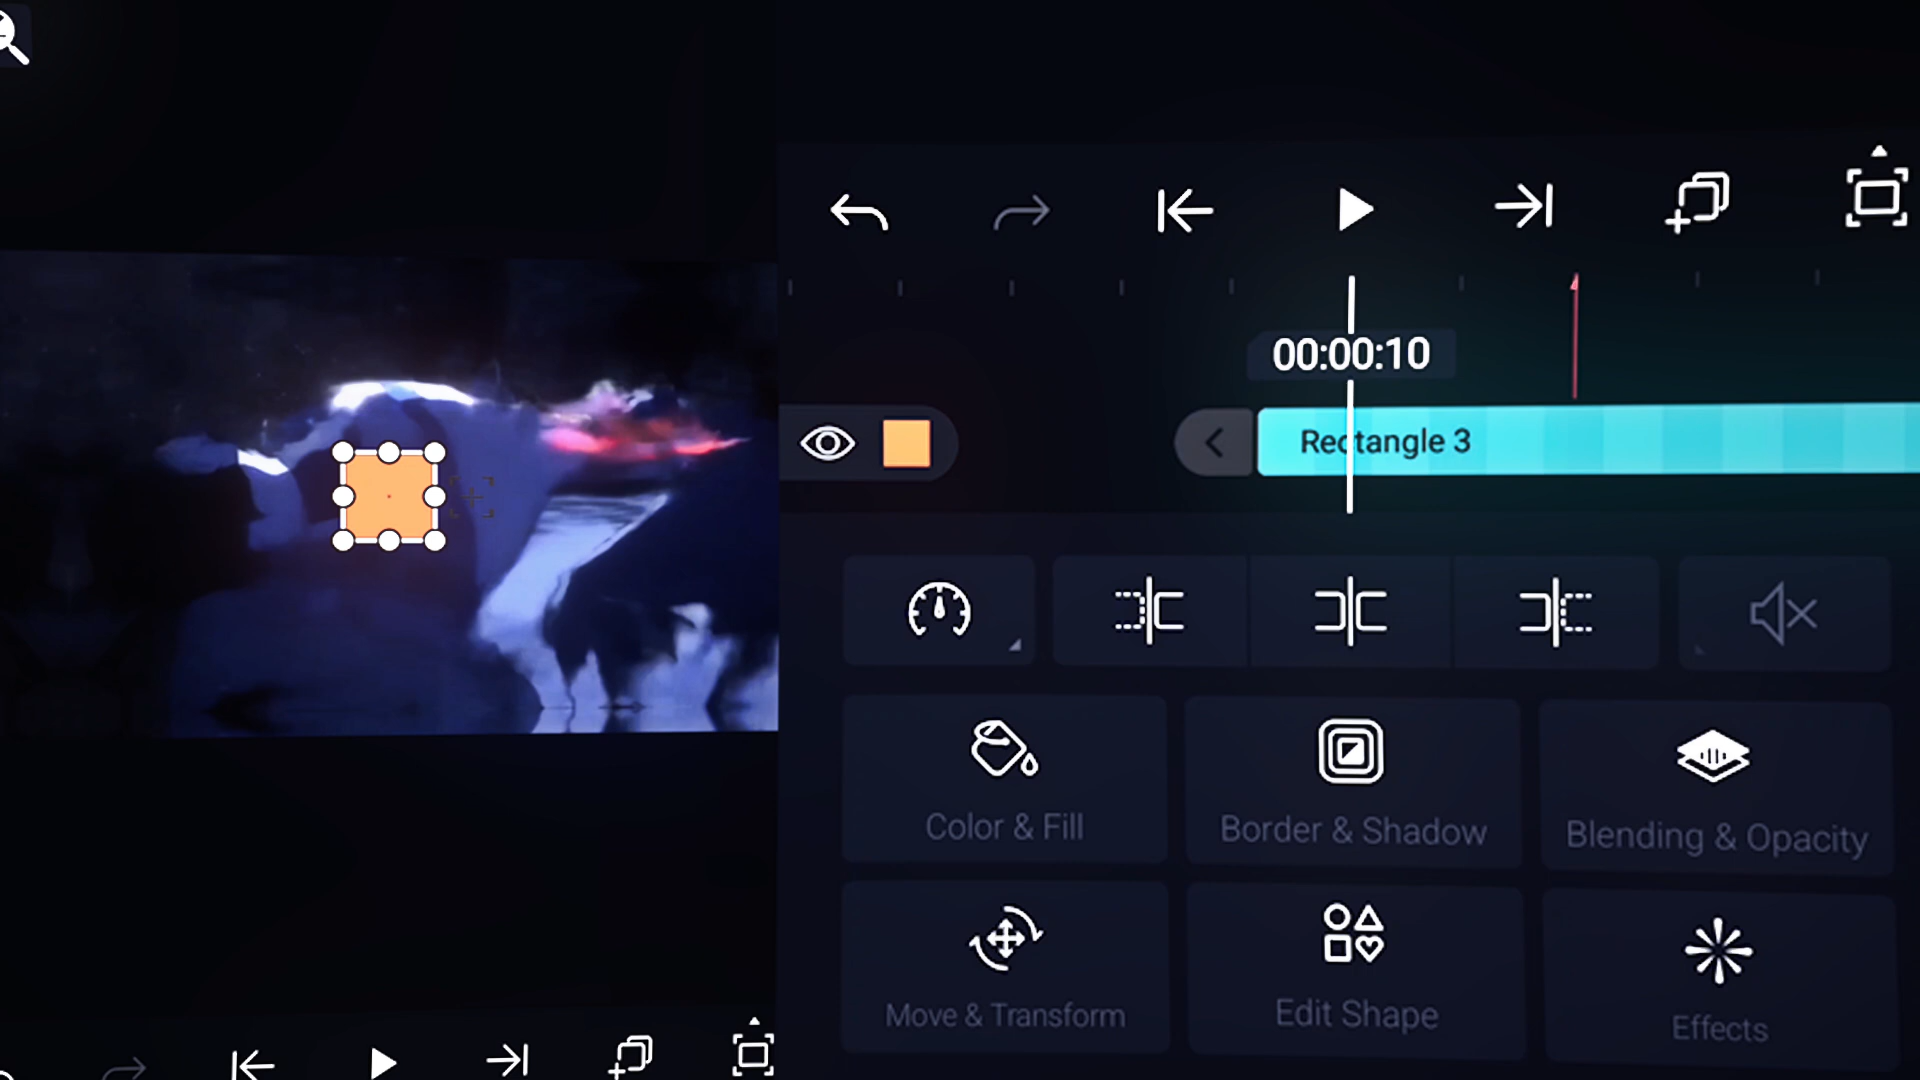 00:00:10
Rectangle 3
Color & Fill
Border & Shadow
Blending & Opacity
Move & Transform
Edit Shape
Effects